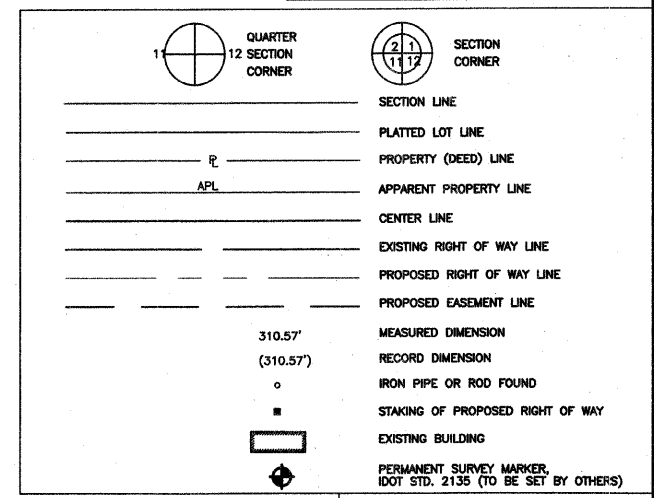 QUARTER
11 12 SECTION
CORNER
2 1
11 12
SECTION
CORNER
SECTION LINE
PLATTED LOT LINE
PL PROPERTY (DEED) LINE
APL APPARENT PROPERTY LINE
CENTER LINE
EXISTING RIGHT OF WAY LINE
PROPOSED RIGHT OF WAY LINE
PROPOSED EASEMENT LINE
310.57' MEASURED DIMENSION
(310.57') RECORD DIMENSION
IRON PIPE OR ROD FOUND
STAKING OF PROPOSED RIGHT OF WAY
EXISTING BUILDING
PERMANENT SURVEY MARKER,
IDOT STD. 2135 (TO BE SET BY OTHERS)